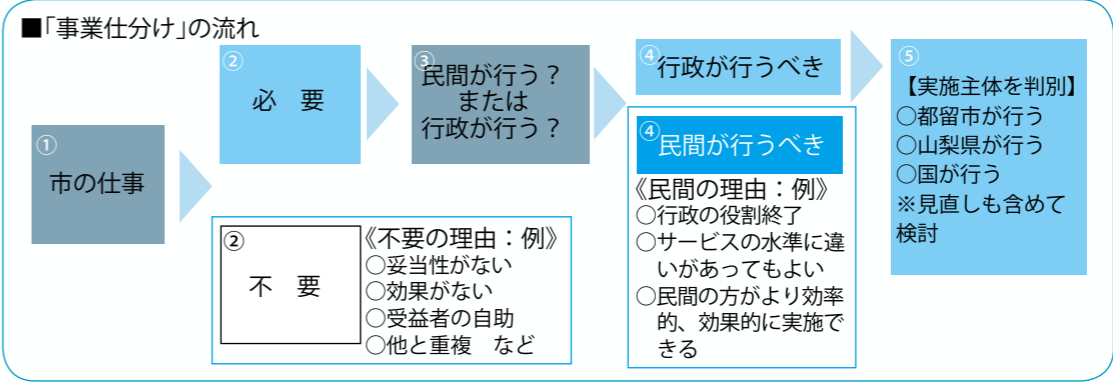 ■「事業仕分け」の流れ
①
市の仕事
②
必　要
②
不　要
《不要の理由：例》
○妥当性がない
○効果がない
○受益者の自助
○他と重複　など
③
民間が行う？
または
行政が行う？
④
行政が行うべき
④
民間が行うべき
《民間の理由：例》
○行政の役割終了
○サービスの水準に違
いがあってもよい
○民間の方がより効率
的、効果的に実施で
きる
⑤
【実施主体を判別】
○都留市が行う
○山梨県が行う
○国が行う
※見直しも含めて
検討